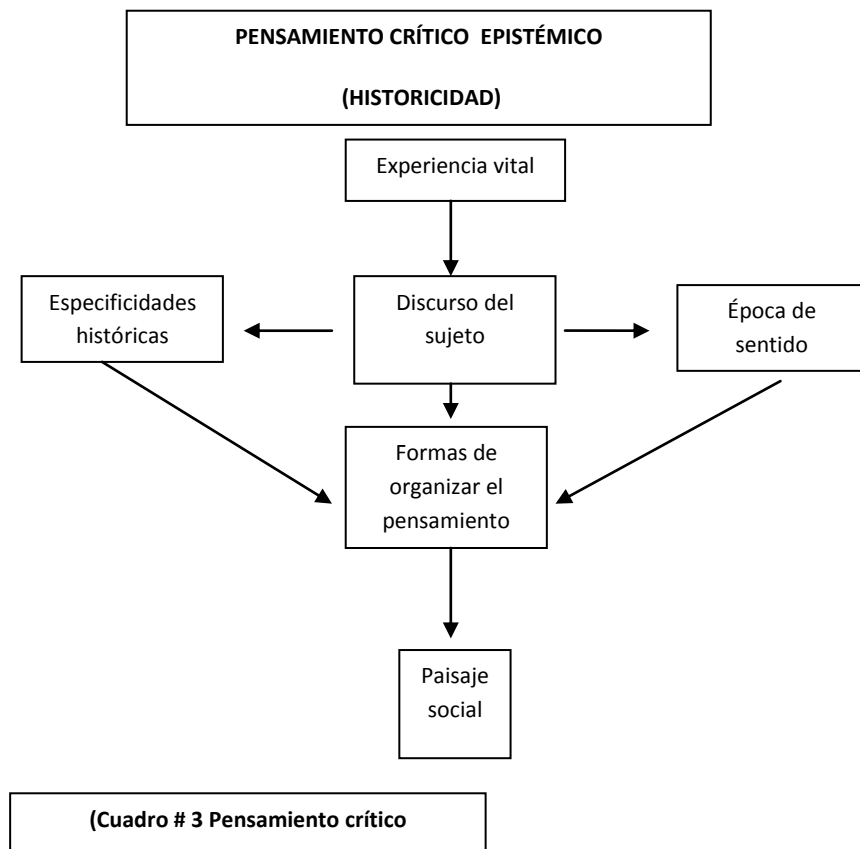 PENSAMIENTO CRÍTICO EPISTÉMICO
(HISTORICIDAD)
Experiencia vital
Especificidades
históricas
Discurso del
sujeto
Época de
sentido
Formas de
organizar el
pensamiento
Paisaje
social
(Cuadro # 3 Pensamiento crítico